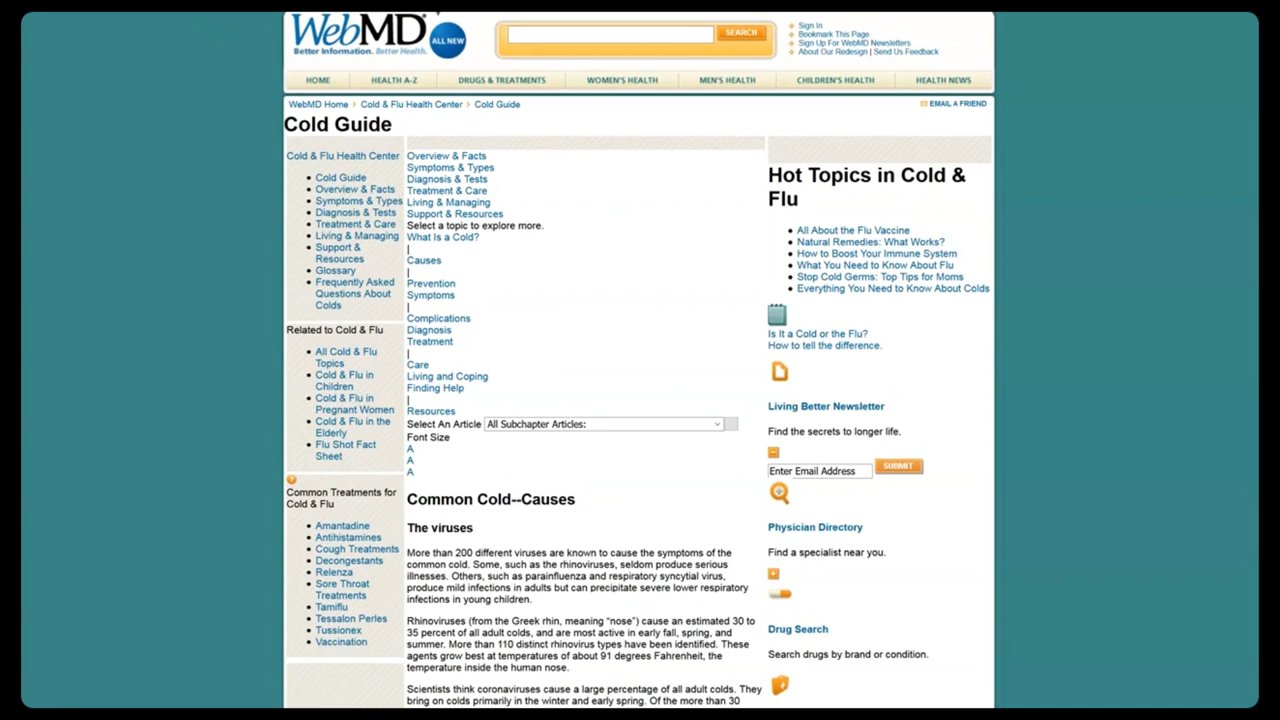 WebMD
Better Information. Better Health.
ALL NEW
SEARCH
Sign In
Bookmark This Page
Sign Up For WebMD Newsletters
About Our Redesign | Send Us Feedback
HOME
HEALTH A-Z
DRUGS & TREATMENTS
WOMEN'S HEALTH
MEN'S HEALTH
CHILDREN'S HEALTH
HEALTH NEWS
WebMD Home > Cold & Flu Health Center > Cold Guide
EMAIL A FRIEND
Cold Guide
Cold & Flu Health Center
Cold Guide
Overview & Facts
Symptoms & Types
Diagnosis & Tests
Treatment & Care
Living & Managing
Support &
Resources
Glossary
Frequently Asked
Questions About
Colds
Related to Cold & Flu
All Cold & Flu
Topics
Cold & Flu in
Children
Cold & Flu in
Pregnant Women
Cold & Flu in the
Elderly
Flu Shot Fact
Sheet
Common Treatments for
Cold & Flu
Amantadine
Antihistamines
Cough Treatments
Decongestants
Relenza
Sore Throat
Treatments
Tamiflu
Tessalon Perles
Tussionex
Vaccination
Overview & Facts
Symptoms & Types
Diagnosis & Tests
Treatment & Care
Living & Managing
Support & Resources
Select a topic to explore more.
What Is a Cold?
|
Causes
|
Prevention
Symptoms
|
Complications
Diagnosis
Treatment
|
Care
Living and Coping
Finding Help
|
Resources
Select An Article All Subchapter Articles:
Font Size
A
A
A
Common Cold--Causes
The viruses
More than 200 different viruses are known to cause the symptoms of the
common cold. Some, such as the rhinoviruses, seldom produce serious
illnesses. Others, such as parainfluenza and respiratory syncytial virus,
produce mild infections in adults but can precipitate severe lower respiratory
infections in young children.
Rhinoviruses (from the Greek rhin, meaning “nose”) cause an estimated 30 to
35 percent of all adult colds, and are most active in early fall, spring, and
summer. More than 110 distinct rhinovirus types have been identified. These
agents grow best at temperatures of about 91 degrees Fahrenheit, the
temperature inside the human nose.
Scientists think coronaviruses cause a large percentage of all adult colds. They
bring on colds primarily in the winter and early spring. Of the more than 30
Hot Topics in Cold &
Flu
All About the Flu Vaccine
Natural Remedies: What Works?
How to Boost Your Immune System
What You Need to Know About Flu
Stop Cold Germs: Top Tips for Moms
Everything You Need to Know About Colds
Is It a Cold or the Flu?
How to tell the difference.
Living Better Newsletter
Find the secrets to longer life.
Enter Email Address
SUBMIT
Physician Directory
Find a specialist near you.
Drug Search
Search drugs by brand or condition.